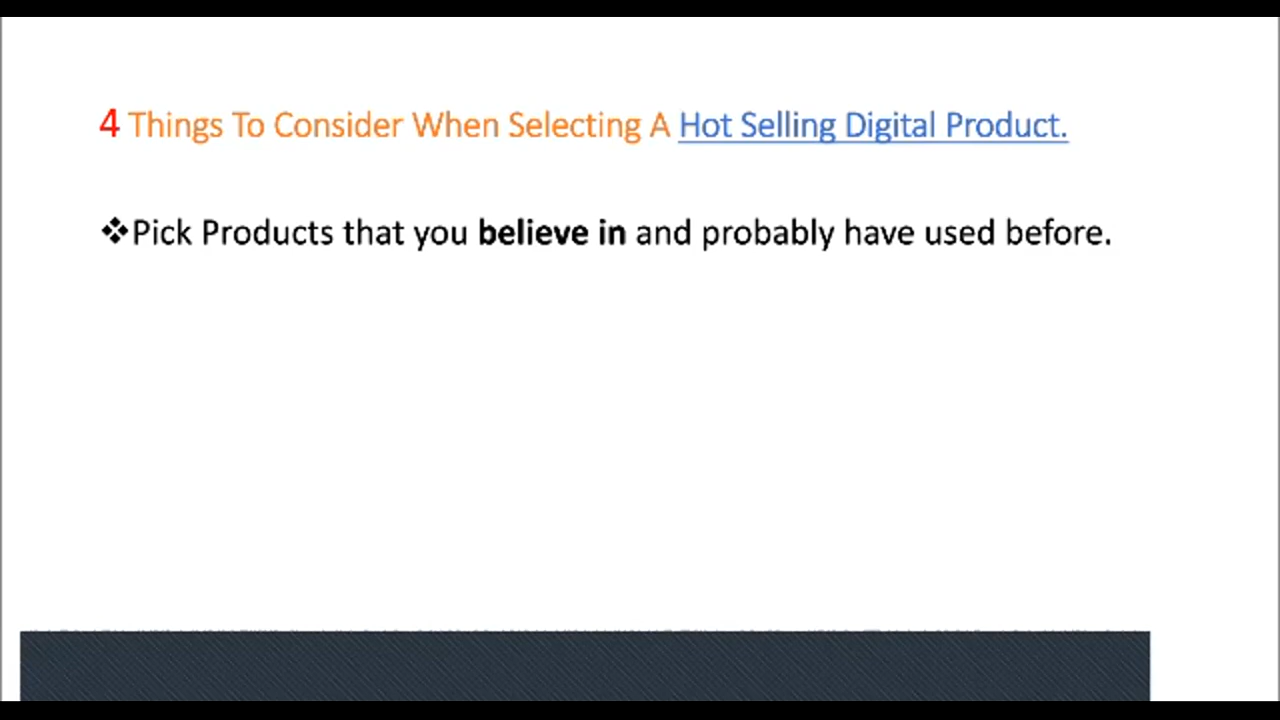 4 Things To Consider When Selecting A Hot Selling Digital Product.
❖Pick Products that you believe in and probably have used before.